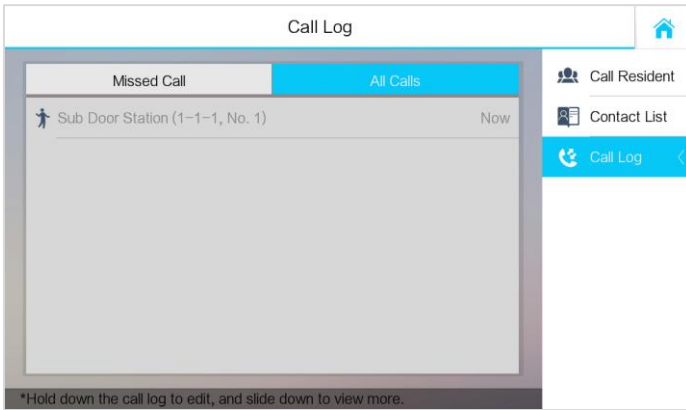 Call Log
Missed Call
All Calls
Sub Door Station (1-1-1, No. 1)
Now
Call Resident
Contact List
Call Log
*Hold down the call log to edit, and slide down to view more.